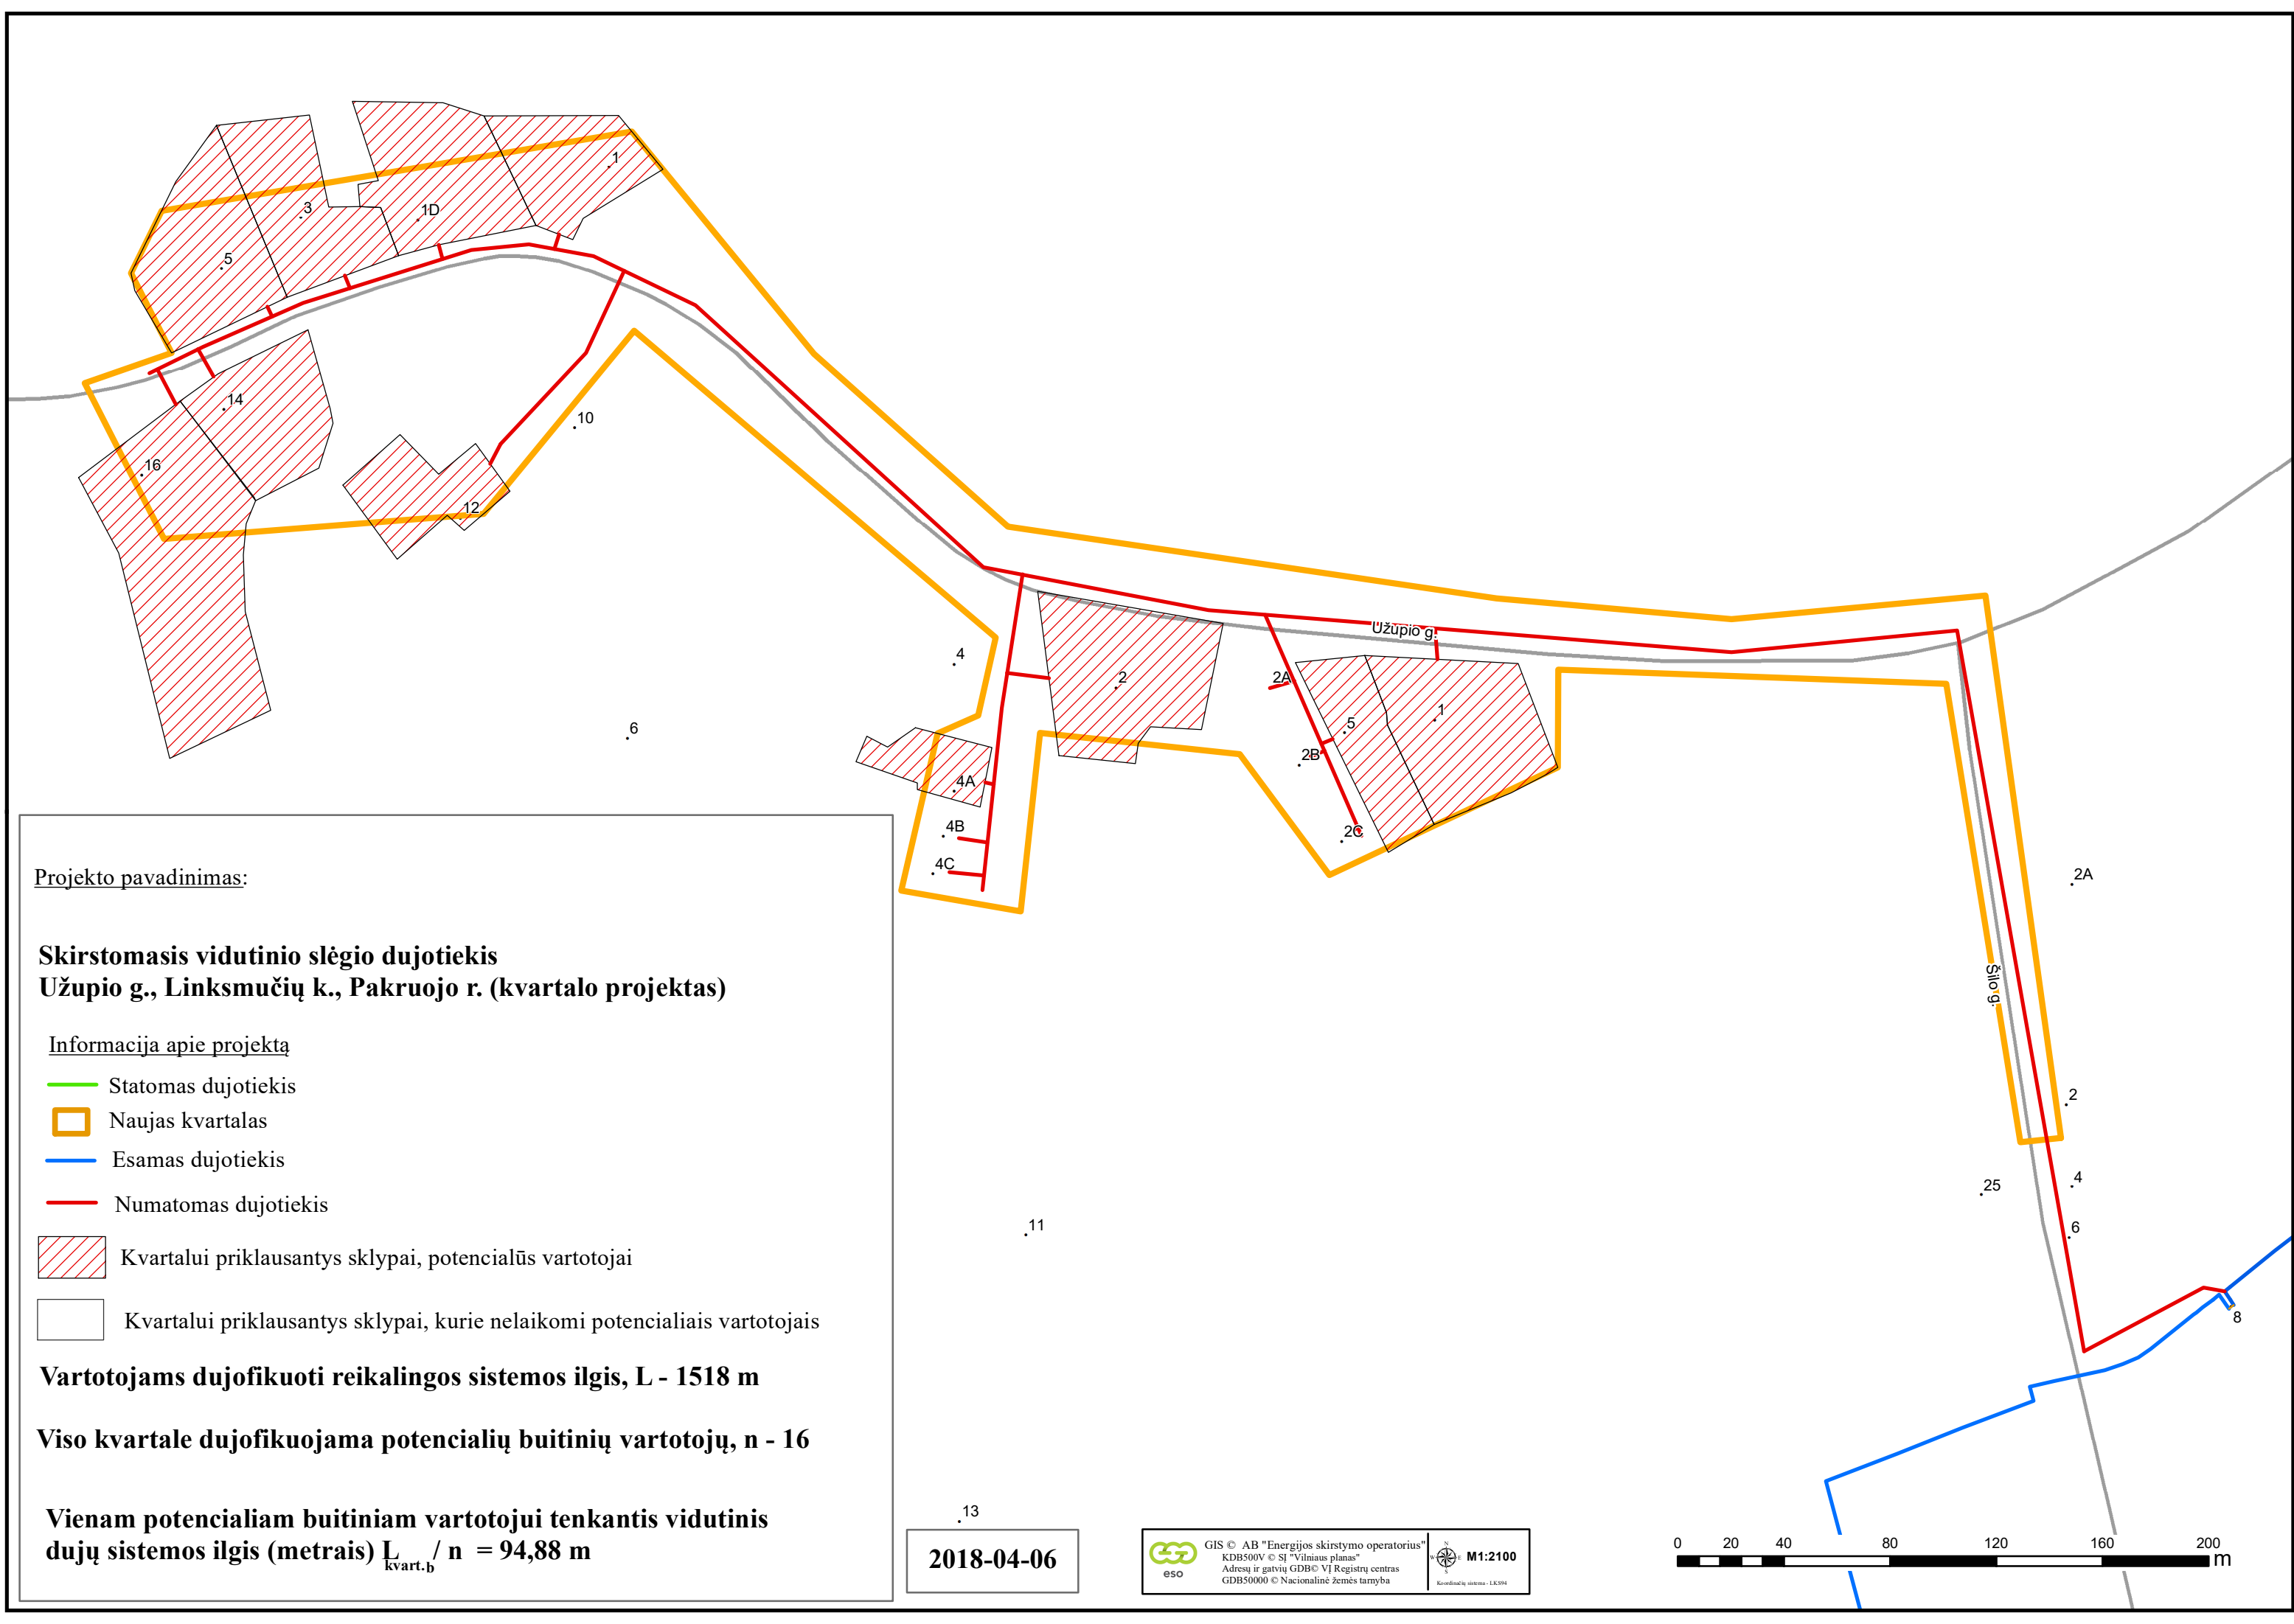 1
3
1D
5
14
10
16
12
4
6
2
2A
Užupio g.
5
1
2B
4A
4B
2C
4C
2A
Šilo g.
2
4
25
6
11
8
13
Projekto pavadinimas:
Skirstomasis vidutinio slėgio dujotiekis
Užupio g., Linksmučių k., Pakruojo r. (kvartalo projektas)
Informacija apie projektą
Statomas dujotiekis
Naujas kvartalas
Esamas dujotiekis
Numatomas dujotiekis
Kvartalui priklausantys sklypai, potencialūs vartotojai
Kvartalui priklausantys sklypai, kurie nelaikomi potencialiais vartotojais
Vartotojams dujofikuoti reikalingos sistemos ilgis, L - 1518 m
Viso kvartale dujofikuojama potencialių buitinių vartotojų, n - 16
Vienam potencialiam buitiniam vartotojui tenkantis vidutinis
dujų sistemos ilgis (metrais) L kvart.b / n = 94,88 m
2018-04-06
eso
GIS © AB "Energijos skirstymo operatorius"
KDB500V © SĮ "Vilniaus planas"
Adresų ir gatvių GDB© VĮ Registrų centras
GDB50000 © Nacionalinė žemės tarnyba
N
W E
S
M1:2100
Koordinačių sistema - LKS94
0 20 40 80 120 160 200
m